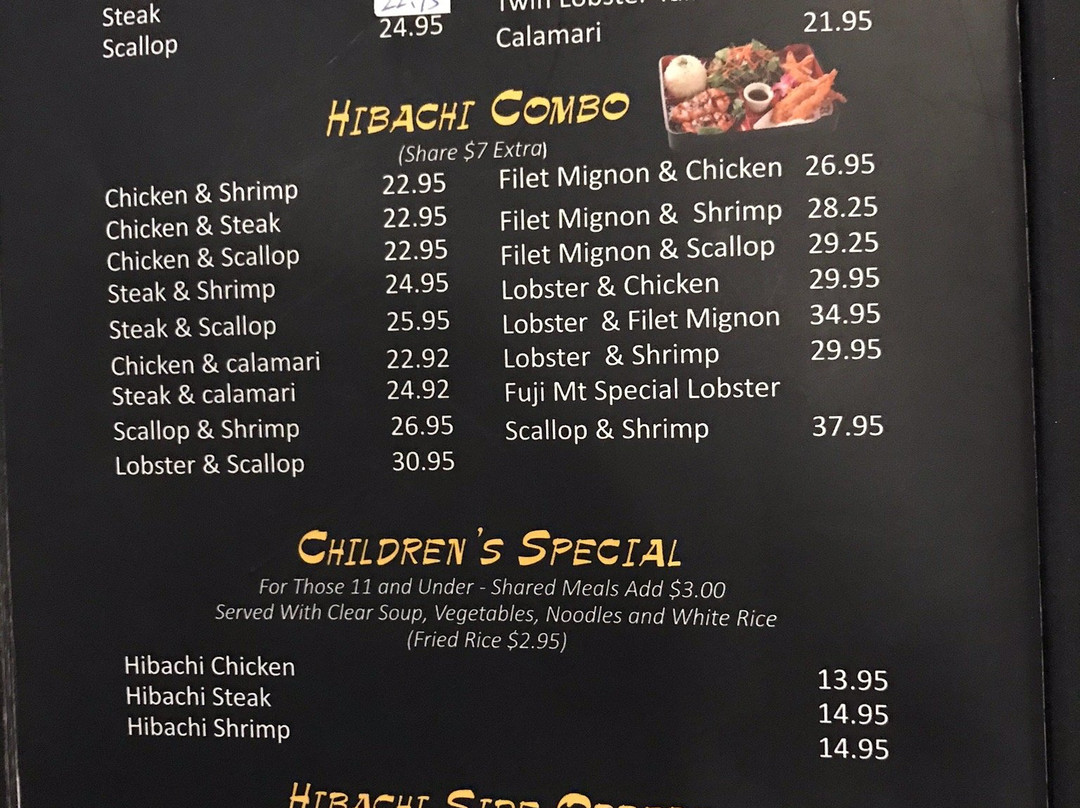 Steak
Scallop 24.95
Twin Lobster
Calamari 21.95
HIBACHI COMBO
(Share $7 Extra)
Chicken & Shrimp 22.95
Chicken & Steak 22.95
Chicken & Scallop 22.95
Steak & Shrimp 24.95
Steak & Scallop 25.95
Chicken & calamari 22.92
Steak & calamari 24.92
Scallop & Shrimp 26.95
Lobster & Scallop 30.95
Filet Mignon & Chicken 26.95
Filet Mignon & Shrimp 28.25
Filet Mignon & Scallop 29.25
Lobster & Chicken 29.95
Lobster & Filet Mignon 34.95
Lobster & Shrimp 29.95
Fuji Mt Special Lobster
Scallop & Shrimp 37.95
CHILDREN'S SPECIAL
For Those 11 and Under - Shared Meals Add $3.00
Served With Clear Soup, Vegetables, Noodles and White Rice
(Fried Rice $2.95)
Hibachi Chicken 13.95
Hibachi Steak 14.95
Hibachi Shrimp 14.95
HIBACHI SIDE